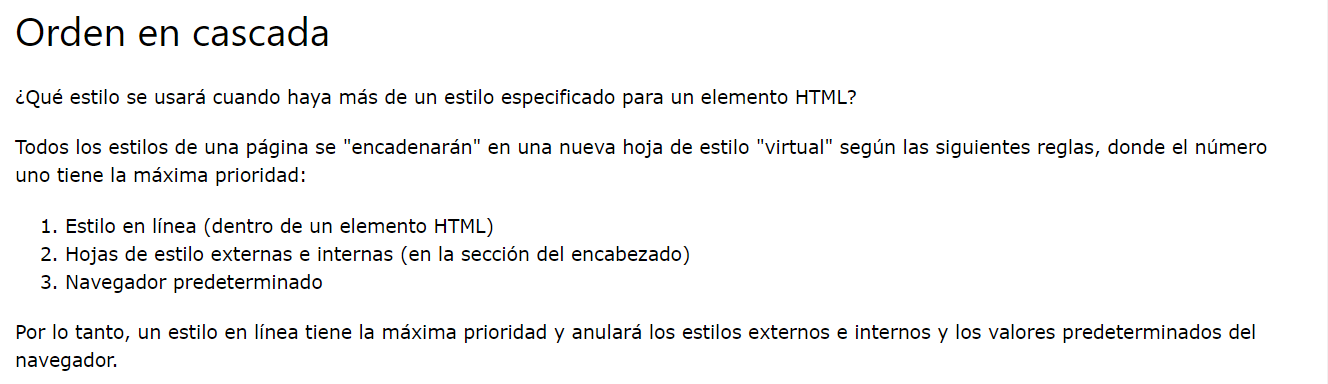 Orden en cascada
¿Qué estilo se usará cuando haya más de un estilo especificado para un elemento HTML?
Todos los estilos de una página se "encadenarán" en una nueva hoja de estilo "virtual" según las siguientes reglas, donde el número
uno tiene la máxima prioridad:
1. Estilo en línea (dentro de un elemento HTML)
2. Hojas de estilo externas e internas (en la sección del encabezado)
3. Navegador predeterminado
Por lo tanto, un estilo en línea tiene la máxima prioridad y anulará los estilos externos e internos y los valores predeterminados del
navegador.